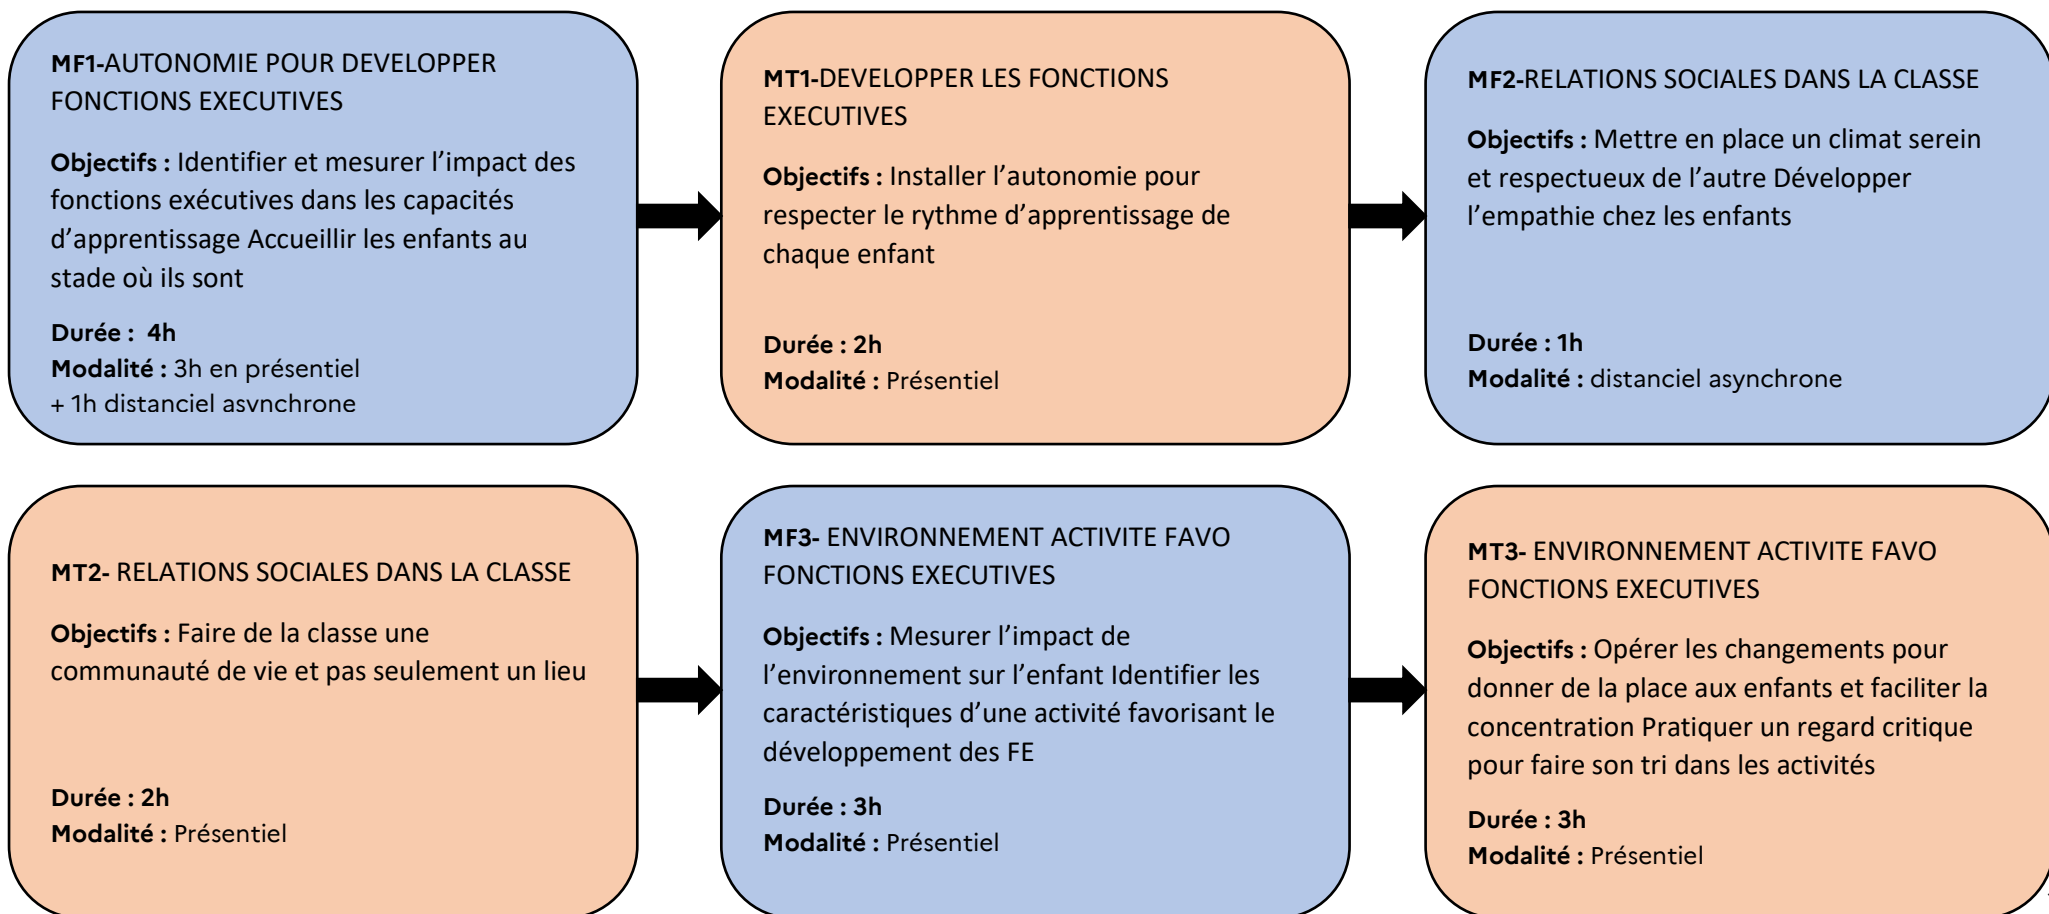 MF1-AUTONOMIE POUR DEVELOPPER
FONCTIONS EXECUTIVES
Objectifs : Identifier et mesurer l’impact des
fonctions exécutives dans les capacités
d’apprentissage Accueillir les enfants au
stade où ils sont
Durée : 4h
Modalité : 3h en présentiel
+ 1h distanciel asynchrone
MT1-DEVELOPPER LES FONCTIONS
EXECUTIVES
Objectifs : Installer l’autonomie pour
respecter le rythme d’apprentissage de
chaque enfant
Durée : 2h
Modalité : Présentiel
MF2-RELATIONS SOCIALES DANS LA CLASSE
Objectifs : Mettre en place un climat serein
et respectueux de l’autre Développer
l’empathie chez les enfants
Durée : 1h
Modalité : distanciel asynchrone
MT2- RELATIONS SOCIALES DANS LA CLASSE
Objectifs : Faire de la classe une
communauté de vie et pas seulement un lieu
Durée : 2h
Modalité : Présentiel
MF3- ENVIRONNEMENT ACTIVITE FAVO
FONCTIONS EXECUTIVES
Objectifs : Mesurer l’impact de
l’environnement sur l’enfant Identifier les
caractéristiques d’une activité favorisant le
développement des FE
Durée : 3h
Modalité : Présentiel
MT3- ENVIRONNEMENT ACTIVITE FAVO
FONCTIONS EXECUTIVES
Objectifs : Opérer les changements pour
donner de la place aux enfants et faciliter la
concentration Pratiquer un regard critique
pour faire son tri dans les activités
Durée : 3h
Modalité : Présentiel